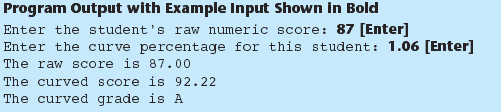 Program Output with Example Input Shown in Bold
Enter the student's raw numeric score: 87 [Enter]
Enter the curve percentage for this student: 1.06 [Enter]
The raw score is 87.00
The curved score is 92.22
The curved grade is A